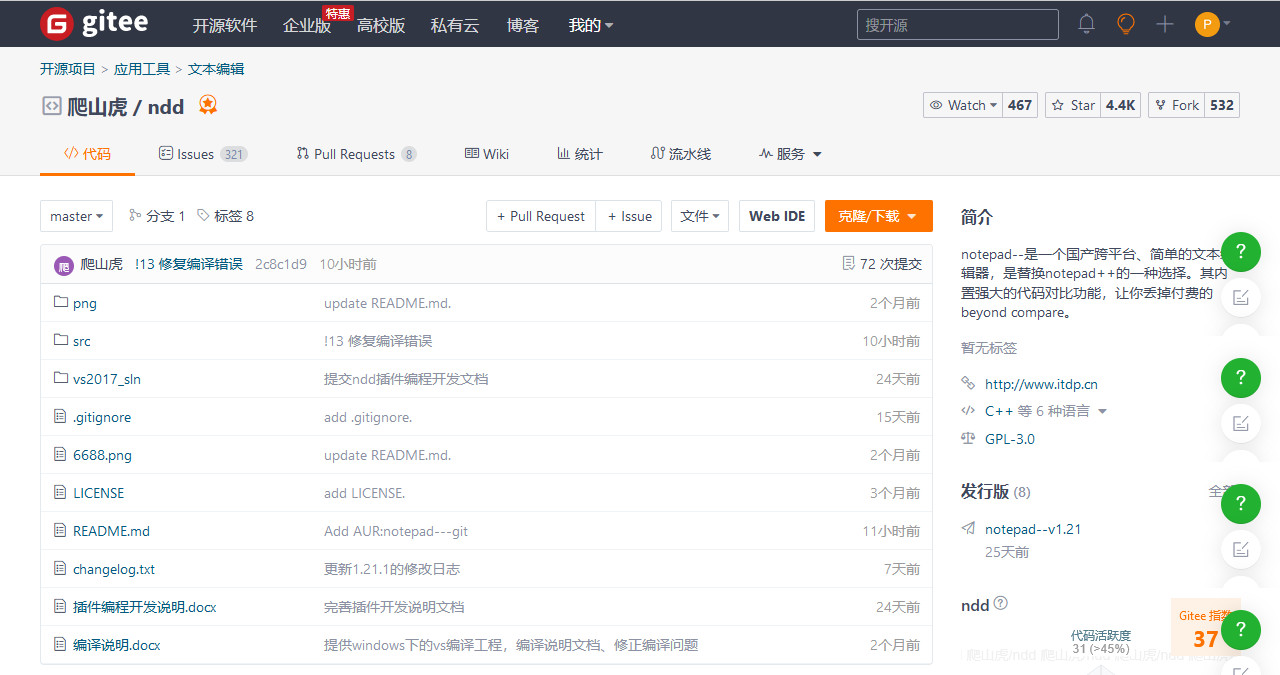 gitee 开源软件 企业版 特惠 高校版 私有云 博客 我的 搜开源 P
开源项目 > 应用工具 > 文本编辑
爬山虎 / ndd Watch 467 Star 4.4K Fork 532
代码 Issues 321 Pull Requests 8 Wiki 统计 流水线 服务
master 分支 1 标签 8 + Pull Request + Issue 文件 Web IDE 克隆/下载
爬 爬山虎 !13 修复编译错误 2c8c1d9 10小时前 72 次提交
png update README.md. 2个月前
src !13 修复编译错误 10小时前
vs2017_sln 提交ndd插件编程开发文档 24天前
.gitignore add .gitignore. 15天前
6688.png update README.md. 2个月前
LICENSE add LICENSE. 3个月前
README.md Add AUR:notepad---git 11小时前
changelog.txt 更新1.21.1的修改日志 7天前
插件编程开发说明.docx 完善插件开发说明文档 24天前
编译说明.docx 提供windows下的vs编译工程，编译说明文档、修正编译问题 2个月前
简介
notepad--是一个国产跨平台、简单的文本编
辑器，是替换notepad++的一种选择。其内
置强大的代码对比功能，让你丢掉付费的
beyond compare。
暂无标签
http://www.itdp.cn
C++ 等 6 种语言
GPL-3.0
发行版 (8) 全部
notepad--v1.21
25天前
ndd
Gitee 指数
37
代码活跃度
31 (>45%)
爬山虎/ndd 爬山虎/ndd 爬山虎/ndd